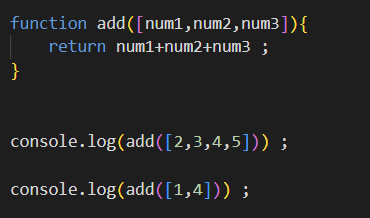 function add([num1,num2,num3]){
    return num1+num2+num3 ;
}
console.log(add([2,3,4,5])) ;
console.log(add([1,4])) ;